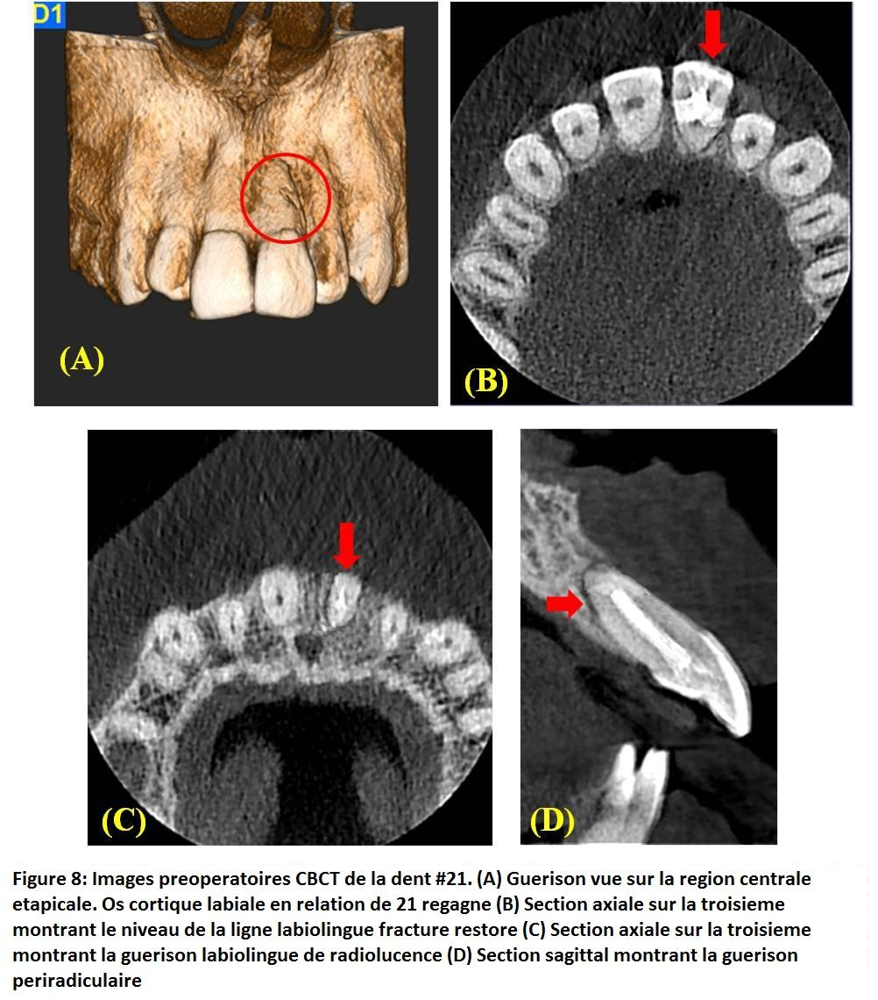 D1
(A)
(B)
(C)
(D)
Figure 8: Images preoperatoires CBCT de la dent #21. (A) Guerison vue sur la region centrale
etapicale. Os cortique labiale en relation de 21 regagne (B) Section axiale sur la troisieme
montrant le niveau de la ligne labiolingue fracture restore (C) Section axiale sur la troisieme
montrant la guerison labiolingue de radiolucence (D) Section sagittal montrant la guerison
periradiculaire